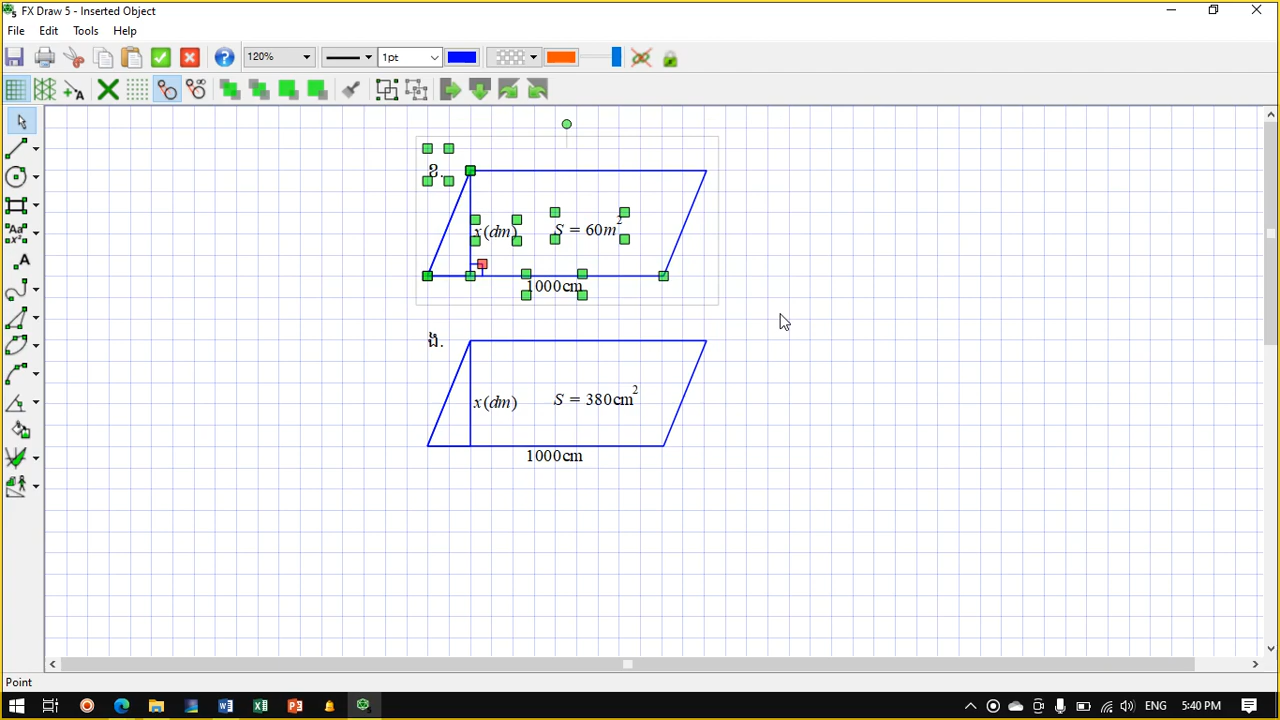 FX Draw 5 - Inserted Object
File Edit Tools Help
120% 1pt
ខ.
x(dm) S = 60m²
1000cm
ង.
x(dm) S = 380cm²
1000cm
Point
ENG 5:40 PM